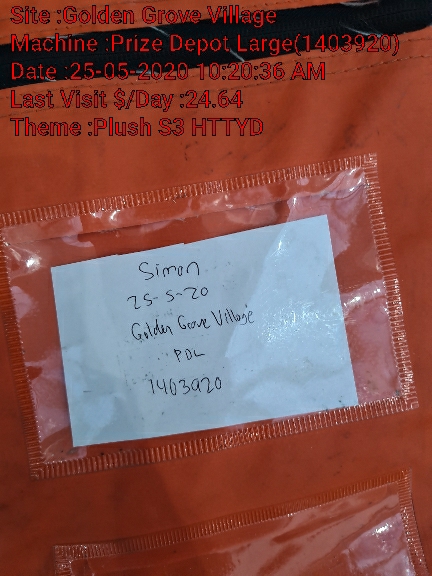 Site :Golden Grove Village
Machine :Prize Depot Large(1403920)
Date :25-05-2020 10:20:36 AM
Last Visit $/Day :24.64
Theme :Plush S3 HTTYD
Simon
25-5-20
Golden Grove Village
PDL
1403920